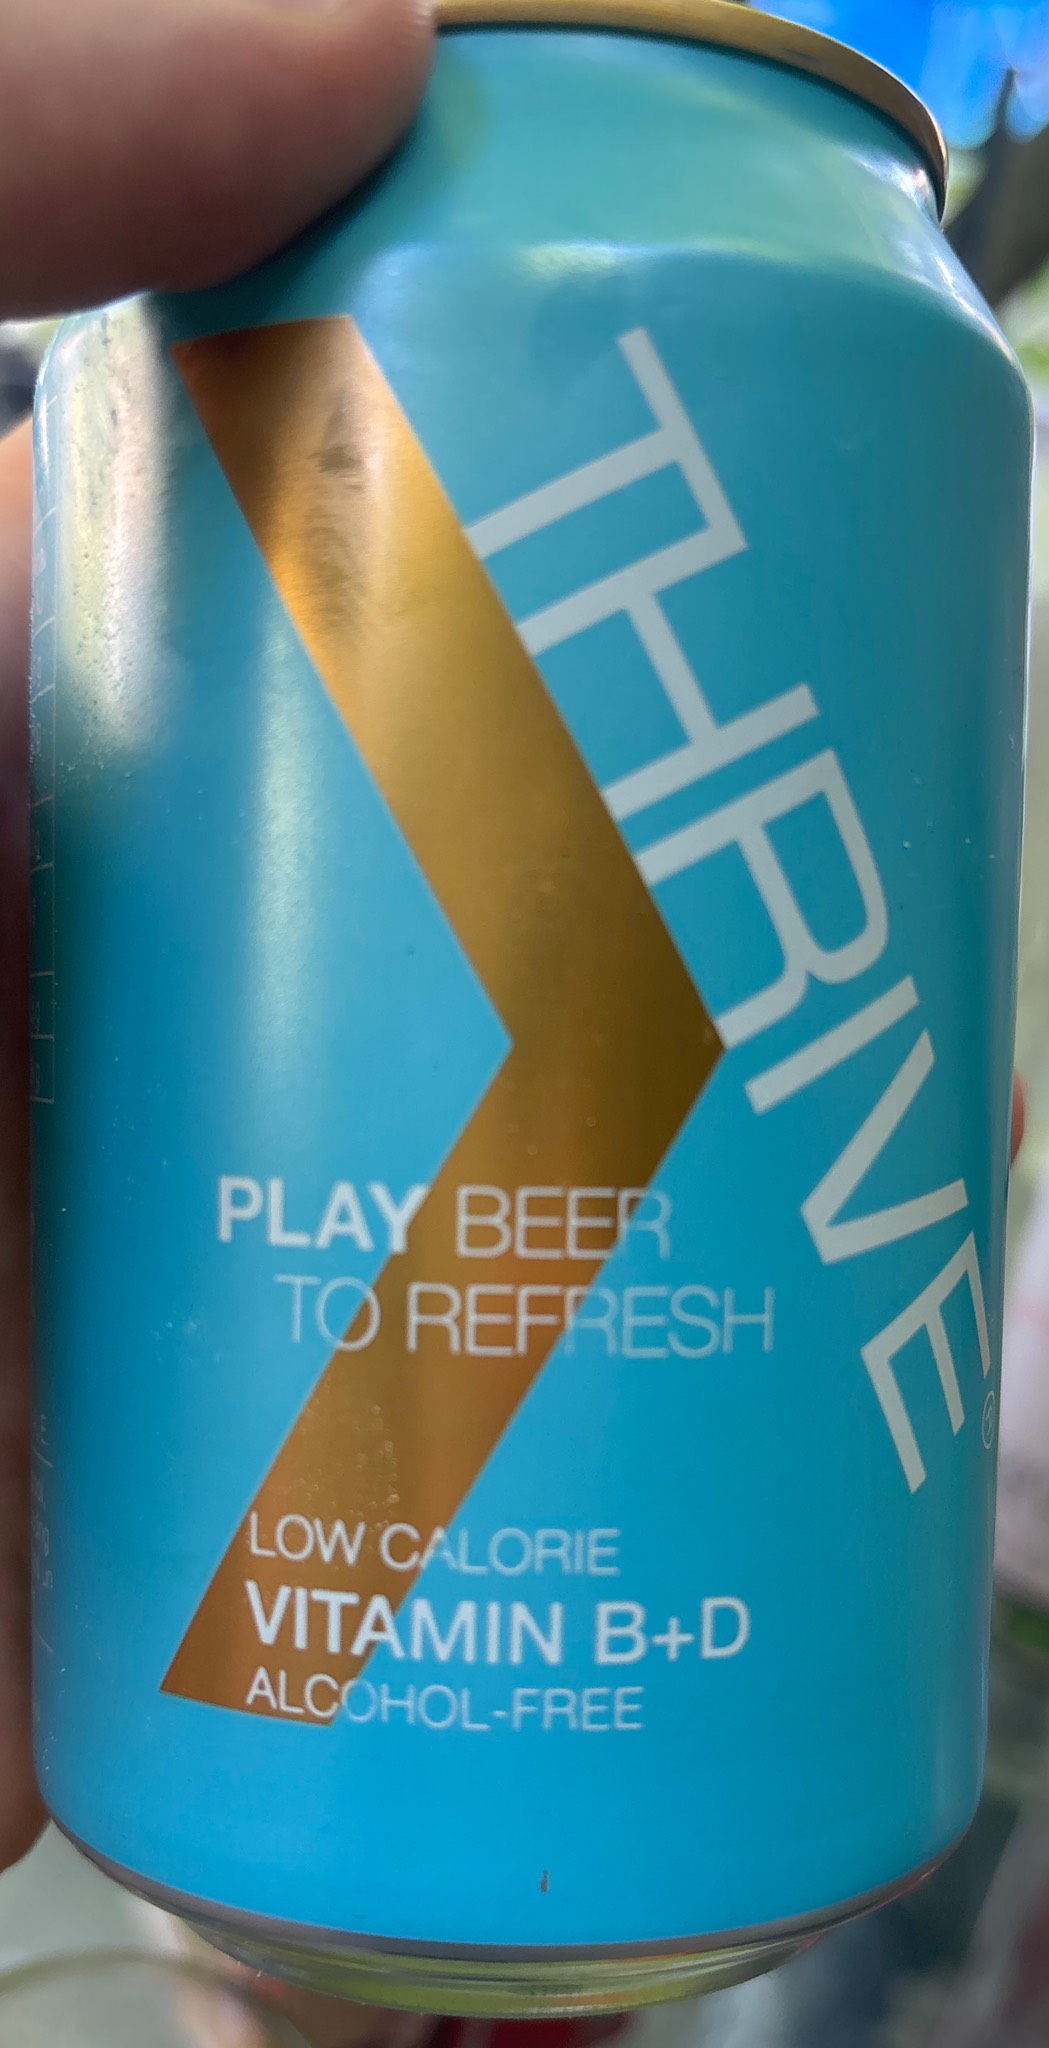 THRIVE
PLAY BEER
TO REFRESH
LOW CALORIE
VITAMIN B+D
ALCOHOL-FREE